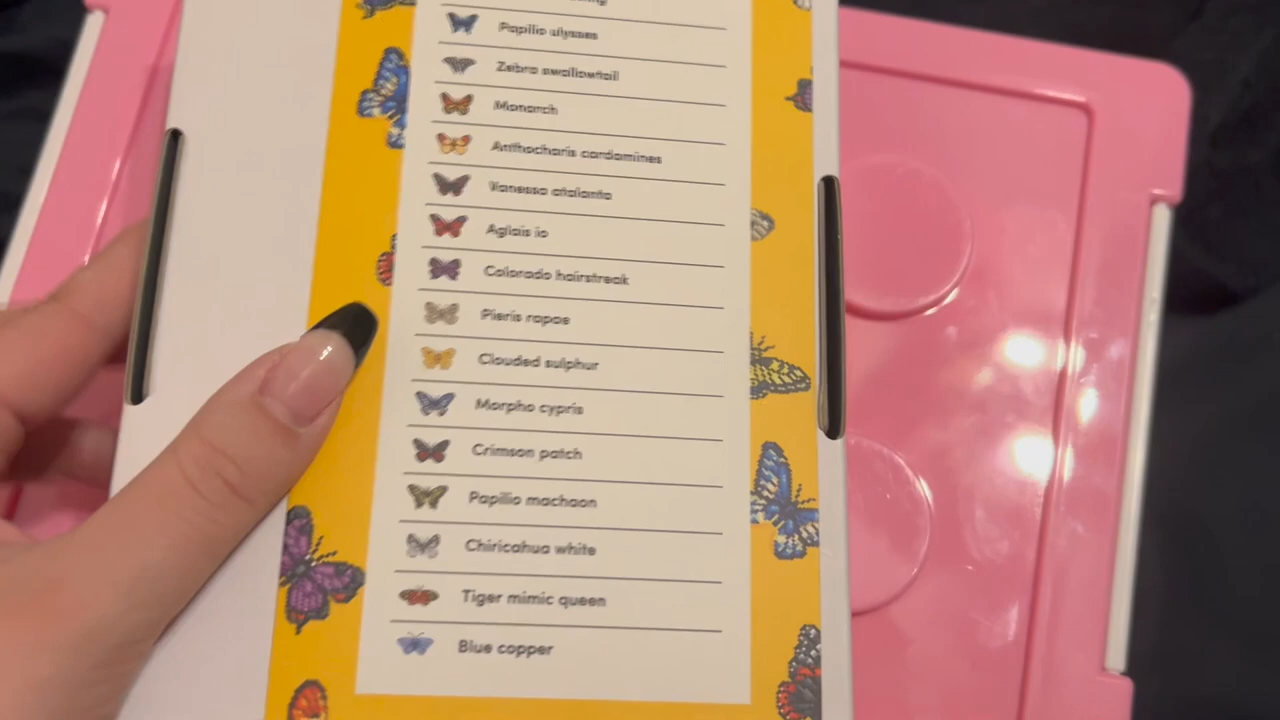 Papilio ulysses
Zebra swallowtail
Monarch
Anthocharis cardamines
Vanessa atalanta
Aglais io
Colorado hairstreak
Pieris rapae
Clouded sulphur
Morpho cypris
Crimson patch
Papilio machaon
Chiricahua white
Tiger mimic queen
Blue copper